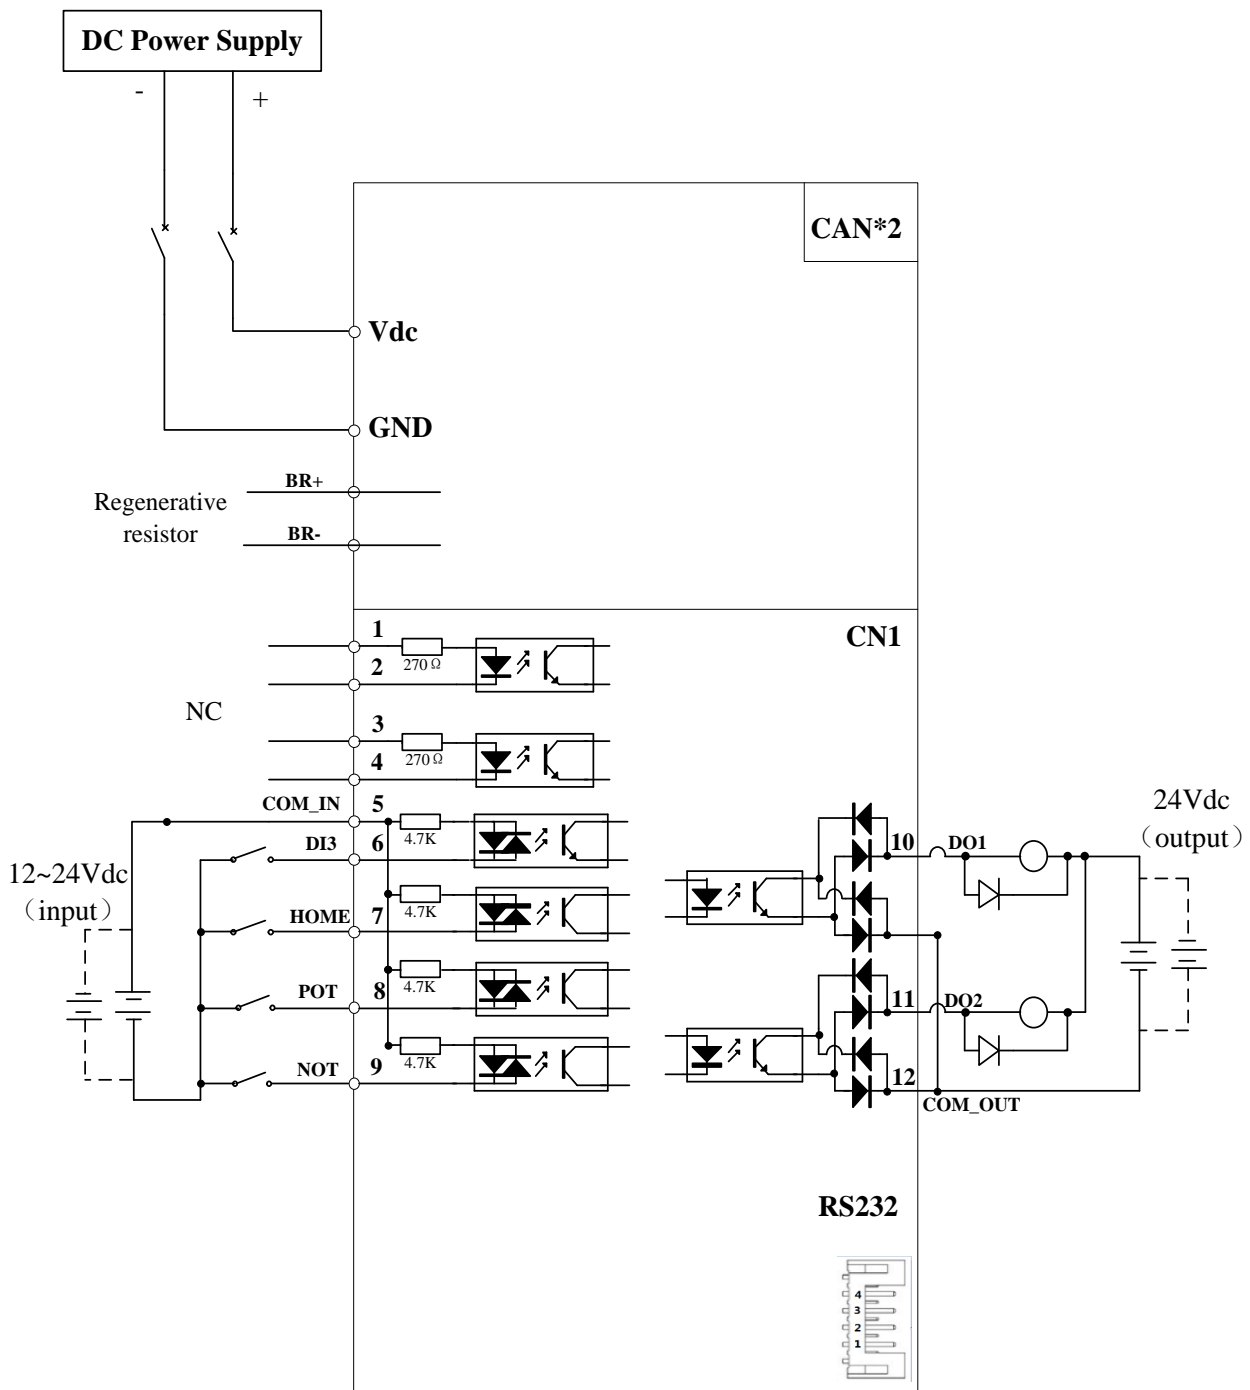 DC Power Supply
-
+
CAN*2
Vdc
GND
BR+
Regenerative
resistor
BR-
CN1
1
270Ω
2
NC
3
270Ω
4
COM_IN
5
4.7K
DI3
6
12~24Vdc
（input）
HOME
7
4.7K
POT
8
4.7K
NOT
9
4.7K
10
DO1
24Vdc
（output）
11
DO2
12
COM_OUT
RS232
4
3
2
1